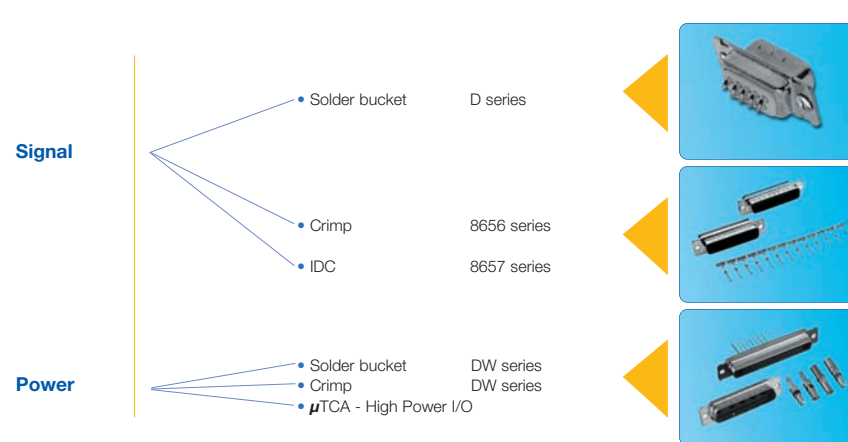 • Solder bucket D series
Signal
• Crimp 8656 series
• IDC 8657 series
• Solder bucket DW series
Power
• Crimp DW series
• µTCA - High Power I/O